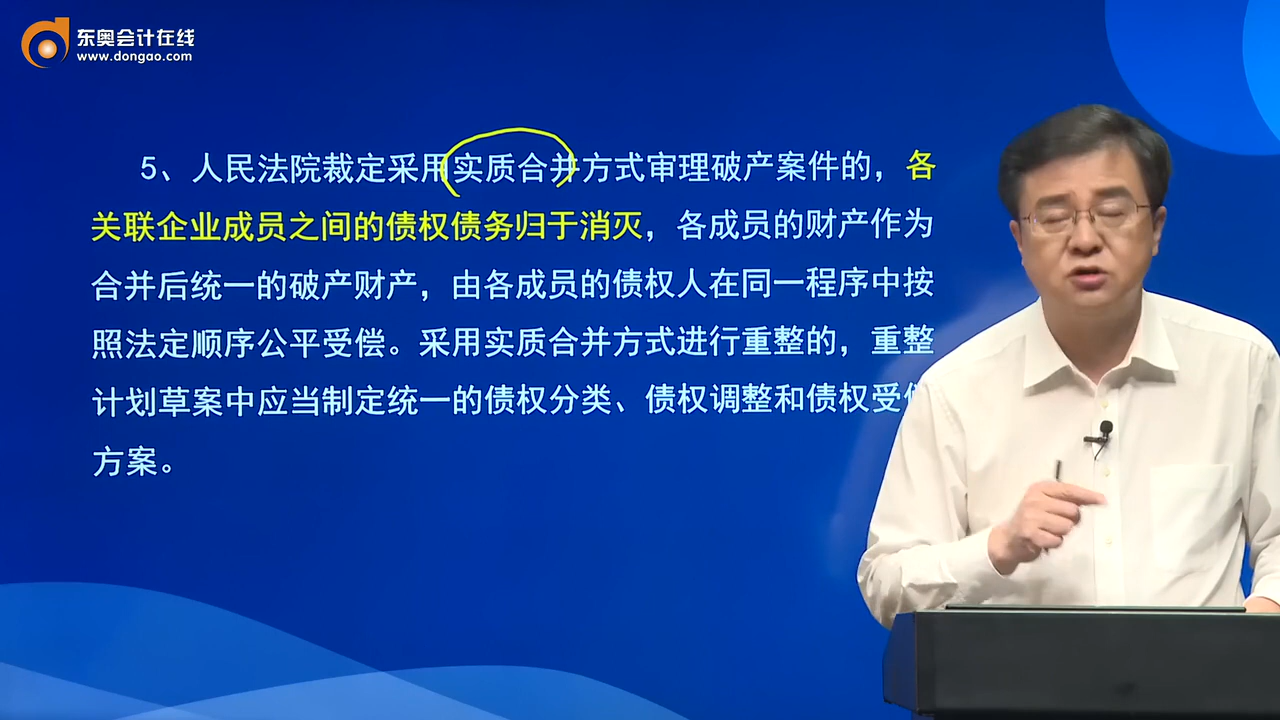 东奥会计在线
www.dongao.com
5、人民法院裁定采用实质合并方式审理破产案件的，各
关联企业成员之间的债权债务归于消灭，各成员的财产作为
合并后统一的破产财产，由各成员的债权人在同一程序中按
照法定顺序公平受偿。采用实质合并方式进行重整的，重整
计划草案中应当制定统一的债权分类、债权调整和债权受偿
方案。